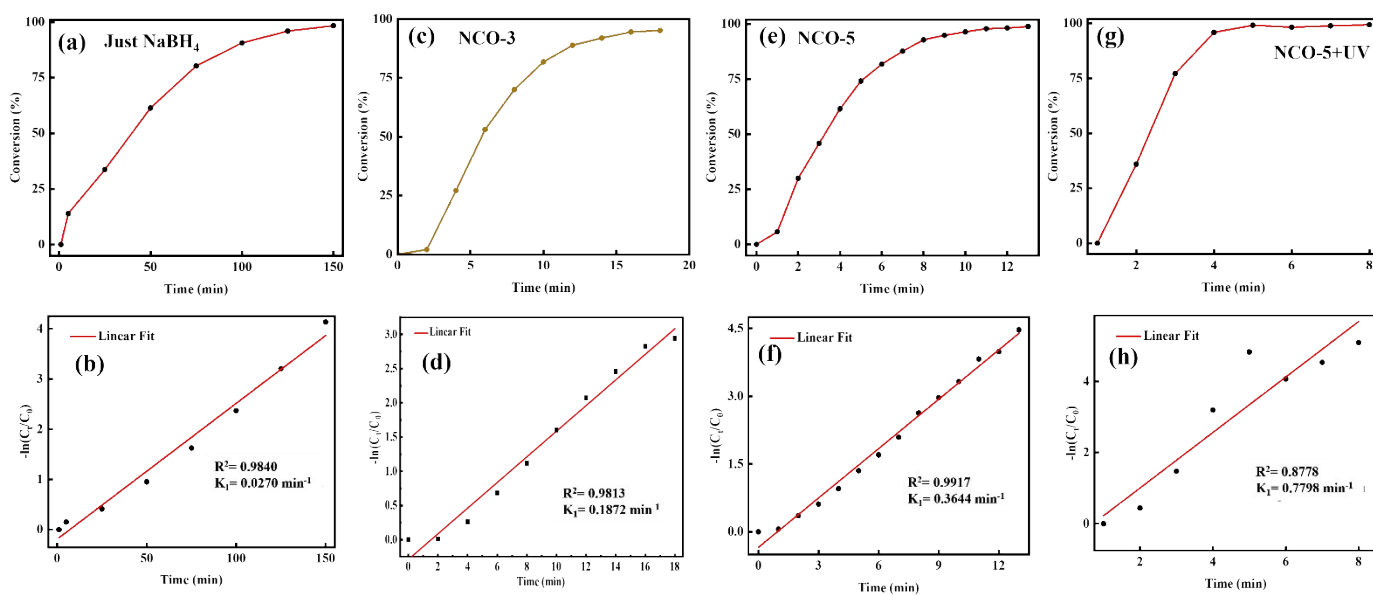 (a) Just NaBH₄
Conversion (%)
100
75
50
25
0
0 50 100 150
Time (min)
(c) NCO-3
Conversion (%)
100
75
50
25
0
0 5 10 15 20
Time (min)
(e) NCO-5
Conversion (%)
100
75
50
25
0
0 2 4 6 8 10 12
Time (min)
(g)
NCO-5+UV
Conversion (%)
100
75
50
25
0
2 4 6 8
Time (min)
Linear Fit
(b)
-ln(Cₜ/C₀)
4
3
2
1
0
R²= 0.9840
K₁= 0.0270 min⁻¹
0 50 100 150
Time (min)
Linear Fit
(d)
-ln(Cₜ/C₀)
3.0
2.5
2.0
1.5
1.0
0.5
0.0
R²= 0.9813
K₁= 0.1872 min⁻¹
0 2 4 6 8 10 12 14 16 18
Time (min)
Linear Fit
(f)
-ln(Cₜ/C₀)
4.5
3.0
1.5
0.0
R²= 0.9917
K₁= 0.3644 min⁻¹
0 3 6 9 12
Time (min)
Linear Fit
(h)
-ln(Cₜ/C₀)
4
2
0
R²= 0.8778
K₁= 0.7798 min⁻¹
2 4 6 8
Time (min)